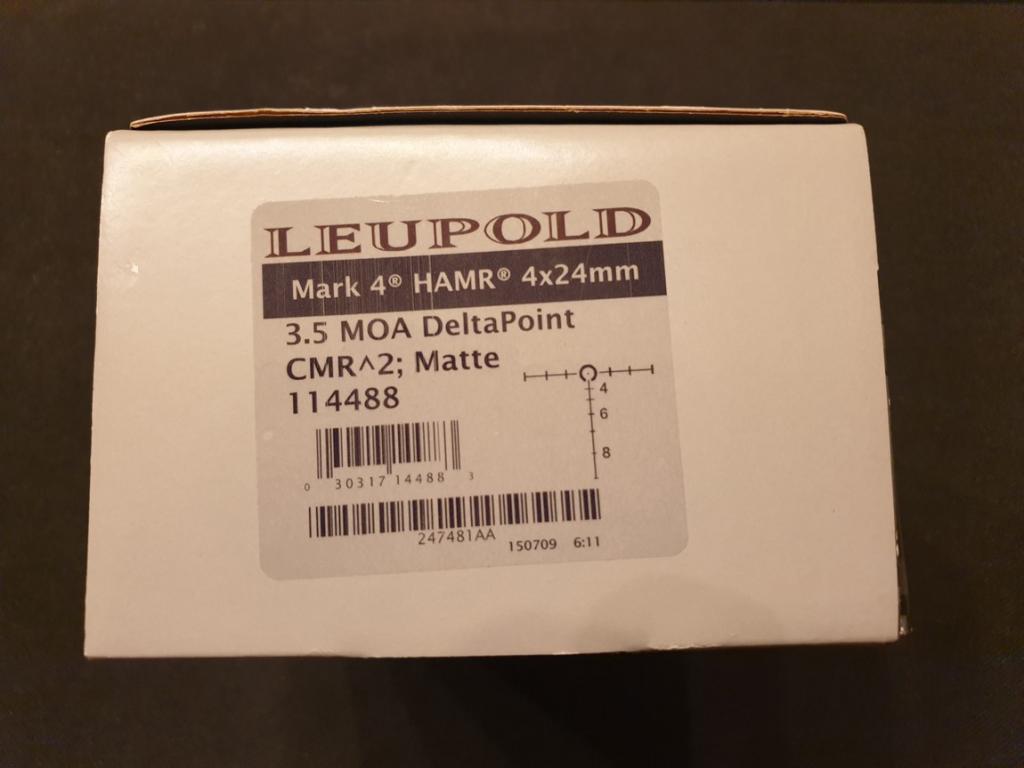 LEUPOLD
Mark 4® HAMR® 4x24mm
3.5 MOA DeltaPoint
CMR^2; Matte
114488
4
6
8
0 30317 14488 3
247481AA
150709 6:11